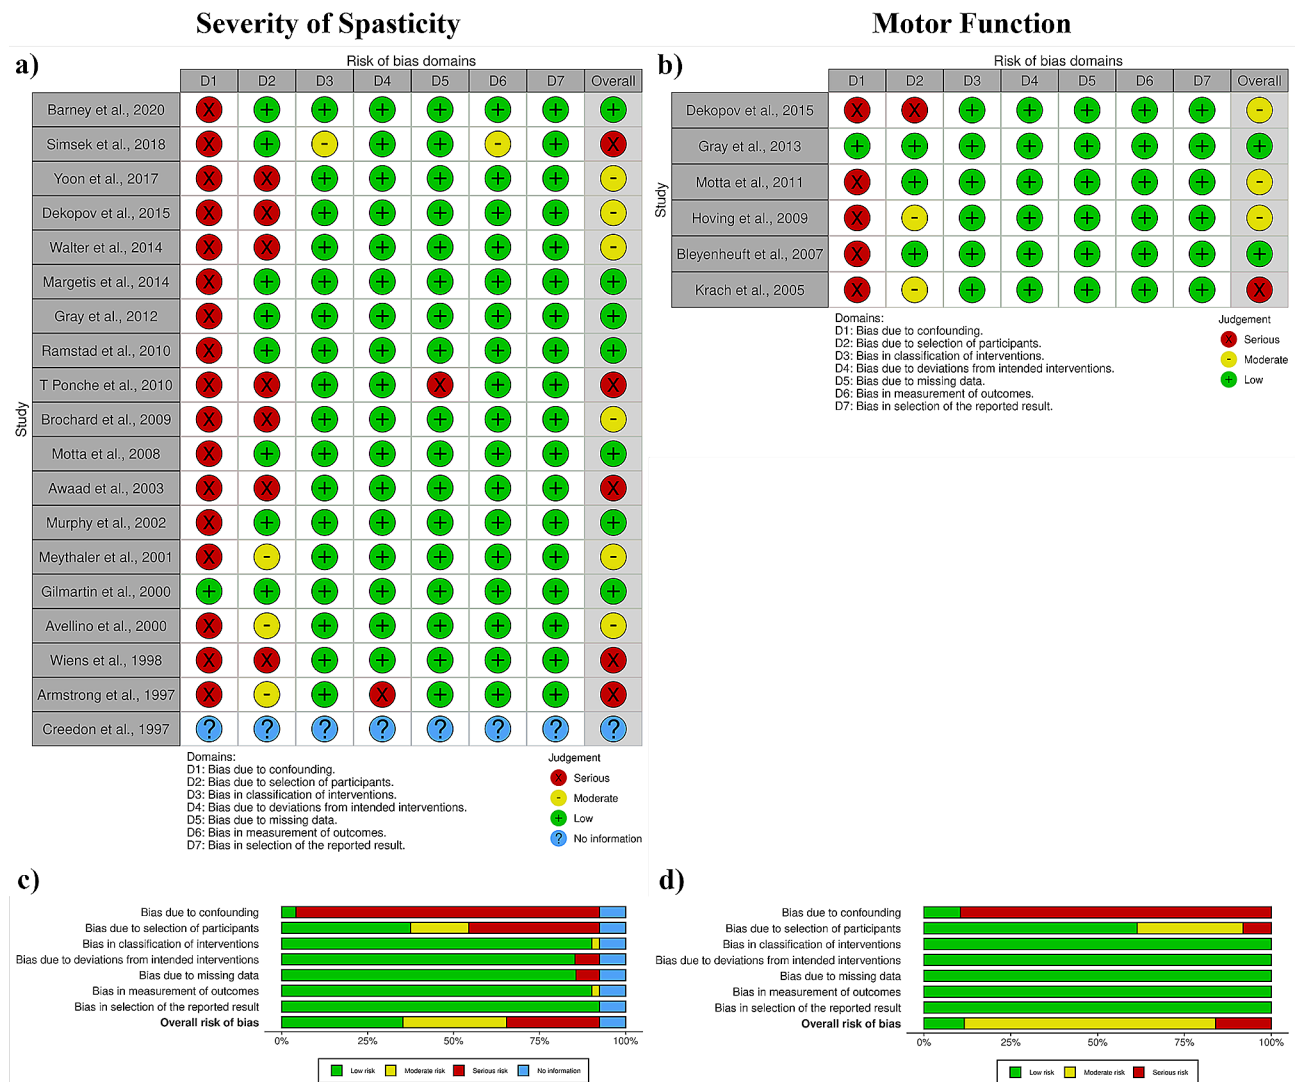 Severity of Spasticity
Motor Function
a)
Risk of bias domains
D1 D2 D3 D4 D5 D6 D7 Overall
Study
Barney et al., 2020 X + + + + + + +
Simsek et al., 2018 X + - + + - + X
Yoon et al., 2017 X X + + + + + -
Dekopov et al., 2015 X X + + + + + -
Walter et al., 2014 X X + + + + + -
Margetis et al., 2014 X + + + + + + +
Gray et al., 2012 X + + + + + + +
Ramstad et al., 2010 X + + + + + + +
T Ponche et al., 2010 X X + + X + + X
Brochard et al., 2009 X X + + + + + -
Motta et al., 2008 X + + + + + + +
Awaad et al., 2003 X X + + + + + X
Murphy et al., 2002 X + + + + + + +
Meythaler et al., 2001 X - + + + + + -
Gilmartin et al., 2000 + + + + + + + +
Avellino et al., 2000 X - + + + + + -
Wiens et al., 1998 X X + + + + + X
Armstrong et al., 1997 X - + X + + + X
Creedon et al., 1997 ? ? ? ? ? ? ? ?
Domains:
D1: Bias due to confounding.
D2: Bias due to selection of participants.
D3: Bias in classification of interventions.
D4: Bias due to deviations from intended interventions.
D5: Bias due to missing data.
D6: Bias in measurement of outcomes.
D7: Bias in selection of the reported result.
Judgement
X Serious
- Moderate
+ Low
? No information
b)
Risk of bias domains
D1 D2 D3 D4 D5 D6 D7 Overall
Study
Dekopov et al., 2015 X X + + + + + -
Gray et al., 2013 + + + + + + + +
Motta et al., 2011 X + + + + + + -
Hoving et al., 2009 X - + + + + + -
Bleyenheuft et al., 2007 X + + + + + + +
Krach et al., 2005 X - + + + + + X
Domains:
D1: Bias due to confounding.
D2: Bias due to selection of participants.
D3: Bias in classification of interventions.
D4: Bias due to deviations from intended interventions.
D5: Bias due to missing data.
D6: Bias in measurement of outcomes.
D7: Bias in selection of the reported result.
Judgement
X Serious
- Moderate
+ Low
c)
Bias due to confounding
Bias due to selection of participants
Bias in classification of interventions
Bias due to deviations from intended interventions
Bias due to missing data
Bias in measurement of outcomes
Bias in selection of the reported result
Overall risk of bias
0% 25% 50% 75% 100%
Low risk Moderate risk Serious risk No information
d)
Bias due to confounding
Bias due to selection of participants
Bias in classification of interventions
Bias due to deviations from intended interventions
Bias due to missing data
Bias in measurement of outcomes
Bias in selection of the reported result
Overall risk of bias
0% 25% 50% 75% 100%
Low risk Moderate risk Serious risk